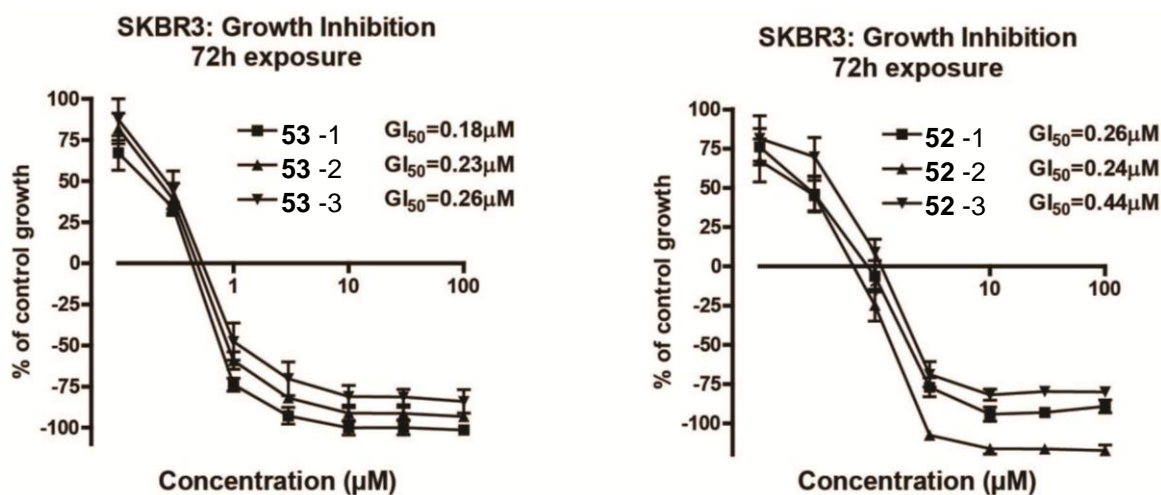 SKBR3: Growth Inhibition
72h exposure
% of control growth
100
75
50
25
0
-25
-50
-75
-100
1
10
100
53 -1 GI50=0.18µM
53 -2 GI50=0.23µM
53 -3 GI50=0.26µM
Concentration (µM)
SKBR3: Growth Inhibition
72h exposure
% of control growth
100
75
50
25
0
-25
-50
-75
-100
10
100
52 -1 GI50=0.26µM
52 -2 GI50=0.24µM
52 -3 GI50=0.44µM
Concentration (µM)